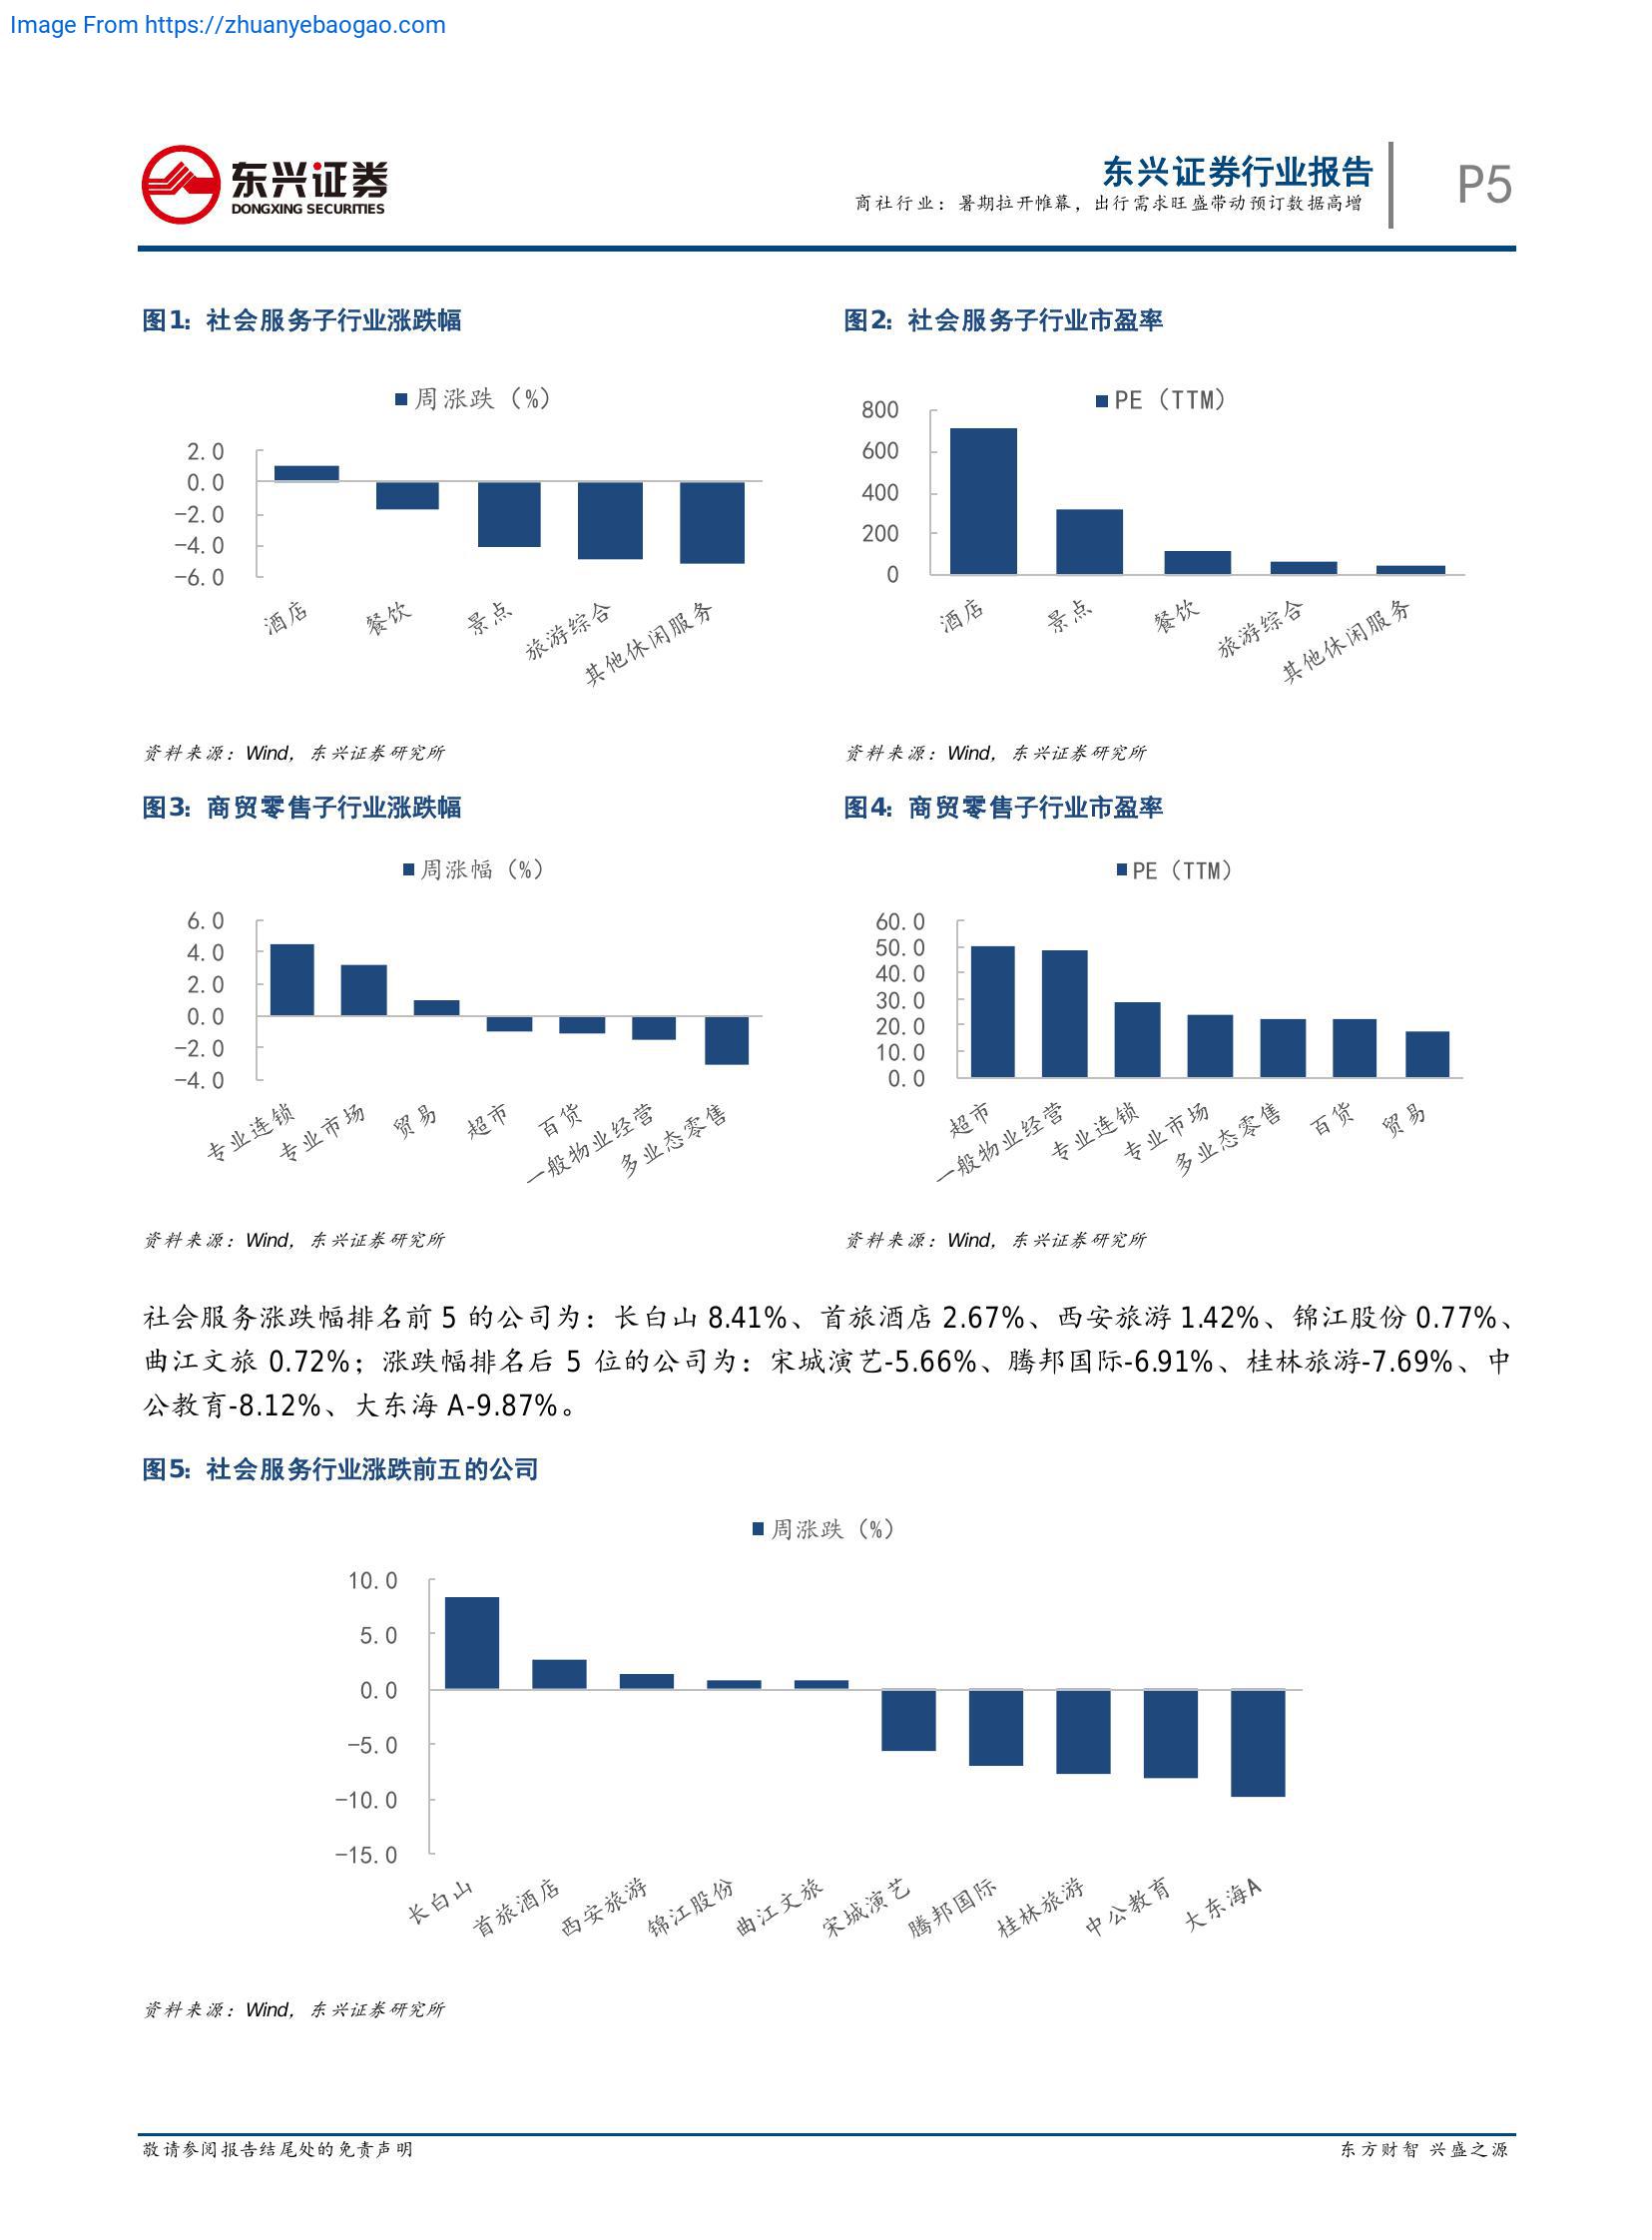 Image From https://zhuanyebaogao.com
东兴证券
DONGXING SECURITIES
东兴证券行业报告
商社行业：暑期拉开帷幕，出行需求旺盛带动预订数据高增
P5
图1：社会服务子行业涨跌幅
周涨跌（%）
2.0
0.0
-2.0
-4.0
-6.0
酒店
餐饮
景点
旅游综合
其他休闲服务
资料来源：Wind，东兴证券研究所
图2：社会服务子行业市盈率
PE（TTM）
800
600
400
200
0
酒店
景点
餐饮
旅游综合
其他休闲服务
资料来源：Wind，东兴证券研究所
图3：商贸零售子行业涨跌幅
周涨幅（%）
6.0
4.0
2.0
0.0
-2.0
-4.0
专业连锁
专业市场
贸易
超市
百货
一般物业经营
多业态零售
资料来源：Wind，东兴证券研究所
图4：商贸零售子行业市盈率
PE（TTM）
60.0
50.0
40.0
30.0
20.0
10.0
0.0
超市
一般物业经营
专业连锁
专业市场
多业态零售
百货
贸易
资料来源：Wind，东兴证券研究所
社会服务涨跌幅排名前 5 的公司为：长白山 8.41%、首旅酒店 2.67%、西安旅游 1.42%、锦江股份 0.77%、
曲江文旅 0.72%；涨跌幅排名后 5 位的公司为：宋城演艺-5.66%、腾邦国际-6.91%、桂林旅游-7.69%、中
公教育-8.12%、大东海 A-9.87%。
图5：社会服务行业涨跌前五的公司
周涨跌（%）
10.0
5.0
0.0
-5.0
-10.0
-15.0
长白山
首旅酒店
西安旅游
锦江股份
曲江文旅
宋城演艺
腾邦国际
桂林旅游
中公教育
大东海A
资料来源：Wind，东兴证券研究所
敬请参阅报告结尾处的免责声明
东方财智 兴盛之源